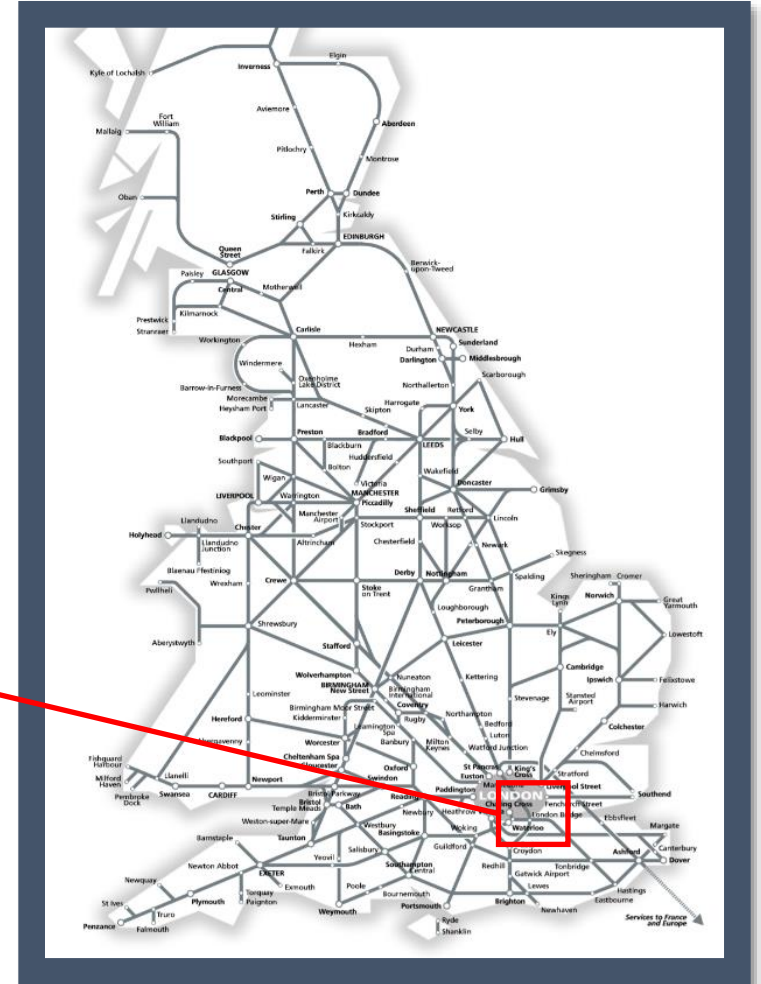 Elgin
Inverness
Kyle of Lochalsh
Aviemore
Fort
William
Mallaig
Aberdeen
Pitlochry
Montrose
Perth
Dundee
Oban
Stirling
Kirkcaldy
EDINBURGH
Queen
Street
Falkirk
Berwick-
upon-Tweed
Paisley
GLASGOW
Central
Motherwell
Prestwick
Kilmarnock
Stranraer
Carlisle
NEWCASTLE
Workington
Hexham
Durham
Sunderland
Darlington
Middlesbrough
Windermere
Scarborough
Oxenholme
Lake District
Barrow-in-Furness
Northallerton
Morecambe
Lancaster
Harrogate
Heysham Port
Skipton
York
Blackpool
Preston
Bradford
LEEDS
Selby
Hull
Blackburn
Huddersfield
Southport
Bolton
Wakefield
Wigan
Victoria
Doncaster
LIVERPOOL
Warrington
MANCHESTER
Piccadilly
Grimsby
Llandudno
Manchester
Airport
Sheffield
Retford
Lincoln
Chester
Stockport
Worksop
Holyhead
Llandudno
Junction
Altrincham
Chesterfield
Newark
Skegness
Blaenau Ffestiniog
Derby
Nottingham
Spalding
Sheringham
Cromer
Pwllheli
Wrexham
Crewe
Stoke
on Trent
Grantham
Kings
Lynn
Norwich
Great
Yarmouth
Loughborough
Shrewsbury
Peterborough
Ely
Lowestoft
Aberystwyth
Stafford
Leicester
Wolverhampton
Cambridge
BIRMINGHAM
New Street
Nuneaton
Kettering
Ipswich
Felixstowe
Birmingham
International
Leominster
Coventry
Stevenage
Stansted
Airport
Birmingham Moor Street
Rugby
Northampton
Harwich
Hereford
Kidderminster
Leamington
Spa
Bedford
Colchester
Abergavenny
Worcester
Banbury
Milton
Keynes
Luton
Watford Junction
Chelmsford
Fishguard
Harbour
Cheltenham Spa
Gloucester
Oxford
St Pancras
King's
Cross
Euston
Stratford
Milford
Haven
Llanelli
Newport
Swindon
Paddington
Liverpool Street
Pembroke
Dock
Swansea
CARDIFF
Bristol Parkway
Reading
LONDON
Southend
Bristol
Temple Meads
Bath
Newbury
Heathrow
Charing Cross
Fenchurch Street
London Bridge
Ebbsfleet
Weston-super-Mare
Westbury
Basingstoke
Woking
Waterloo
Margate
Barnstaple
Taunton
Salisbury
Guildford
Croydon
Canterbury
Newton Abbot
Yeovil
Southampton
Central
Redhill
Gatwick Airport
Tonbridge
Ashford
Dover
Newquay
EXETER
Exmouth
Poole
Lewes
Hastings
St Ives
Plymouth
Torquay
Paignton
Bournemouth
Eastbourne
Truro
Weymouth
Portsmouth
Brighton
Newhaven
Penzance
Falmouth
Ryde
Shanklin
Services to France
and Europe